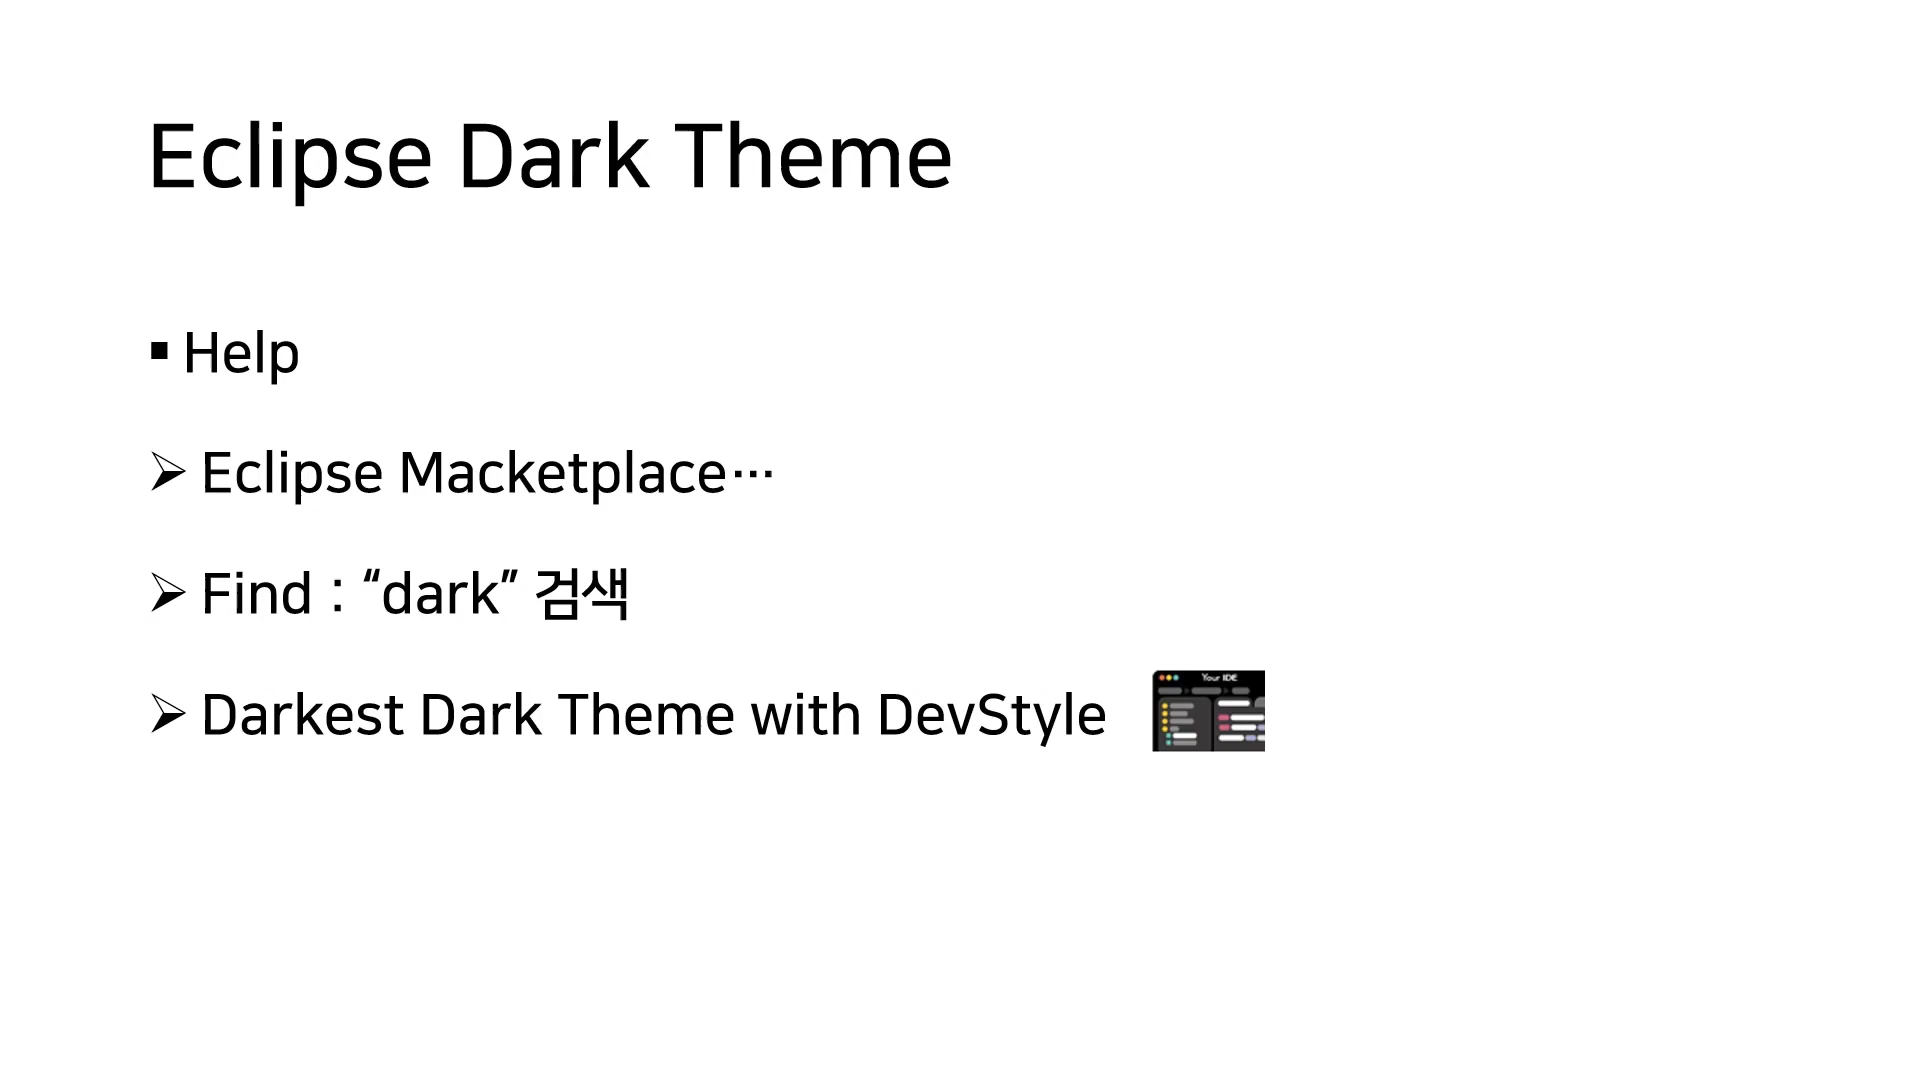 Eclipse Dark Theme
▪ Help
➢ Eclipse Macketplace…
➢ Find : “dark” 검색
➢ Darkest Dark Theme with DevStyle
Your IDE